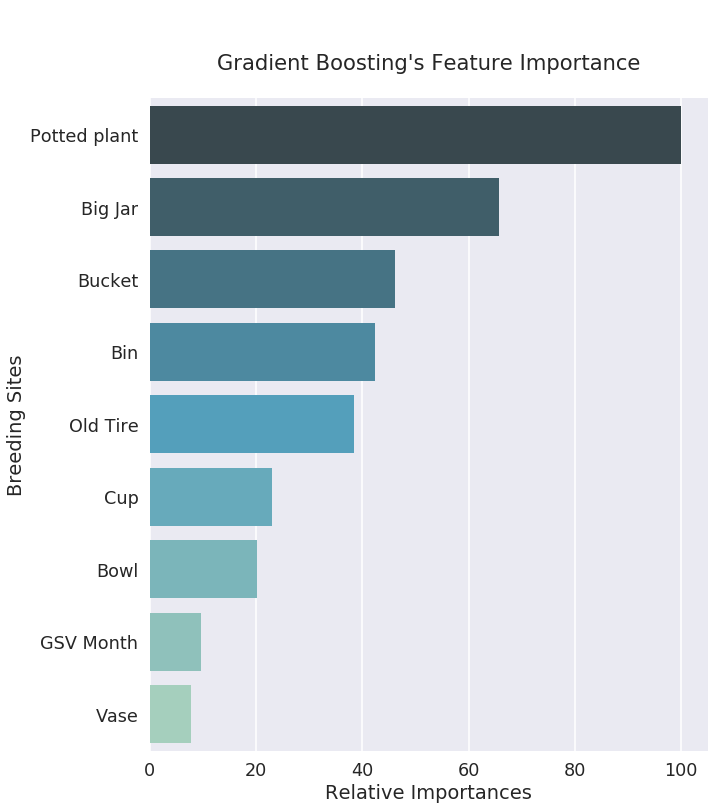 Gradient Boosting's Feature Importance
Potted plant
Big Jar
Bucket
Bin
Old Tire
Cup
Bowl
GSV Month
Vase
Breeding Sites
0 20 40 60 80 100
Relative Importances